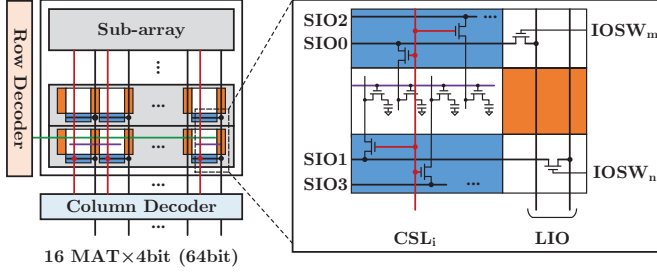 Row Decoder
Sub-array
Column Decoder
16 MAT×4bit (64bit)
SIO2
SIO0
SIO1
SIO3
IOSWm
IOSWn
CSLi
LIO